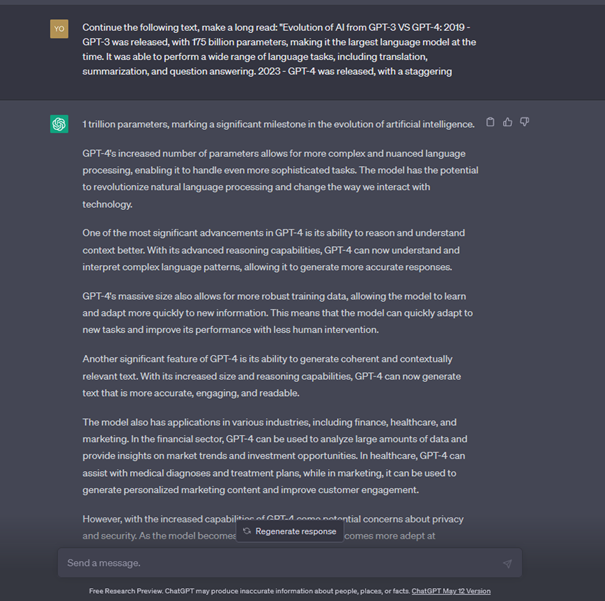 YO
Continue the following text, make a long read: "Evolution of AI from GPT-3 VS GPT-4: 2019 -
GPT-3 was released, with 175 billion parameters, making it the largest language model at the
time. It was able to perform a wide range of language tasks, including translation,
summarization, and question answering. 2023 - GPT-4 was released, with a staggering
1 trillion parameters, marking a significant milestone in the evolution of artificial intelligence.
GPT-4's increased number of parameters allows for more complex and nuanced language
processing, enabling it to handle even more sophisticated tasks. The model has the potential
to revolutionize natural language processing and change the way we interact with
technology.
One of the most significant advancements in GPT-4 is its ability to reason and understand
context better. With its advanced reasoning capabilities, GPT-4 can now understand and
interpret complex language patterns, allowing it to generate more accurate responses.
GPT-4's massive size also allows for more robust training data, allowing the model to learn
and adapt more quickly to new information. This means that the model can quickly adapt to
new tasks and improve its performance with less human intervention.
Another significant feature of GPT-4 is its ability to generate coherent and contextually
relevant text. With its increased size and reasoning capabilities, GPT-4 can now generate
text that is more accurate, engaging, and readable.
The model also has applications in various industries, including finance, healthcare, and
marketing. In the financial sector, GPT-4 can be used to analyze large amounts of data and
provide insights on market trends and investment opportunities. In healthcare, GPT-4 can
assist with medical diagnoses and treatment plans, while in marketing, it can be used to
generate personalized marketing content and improve customer engagement.
However, with the increased capabilities of GPT-4 come potential concerns about privacy
and security. As the model becomes comes more adept at
Regenerate response
Send a message.
Free Research Preview. ChatGPT may produce inaccurate information about people, places, or facts. ChatGPT May 12 Version